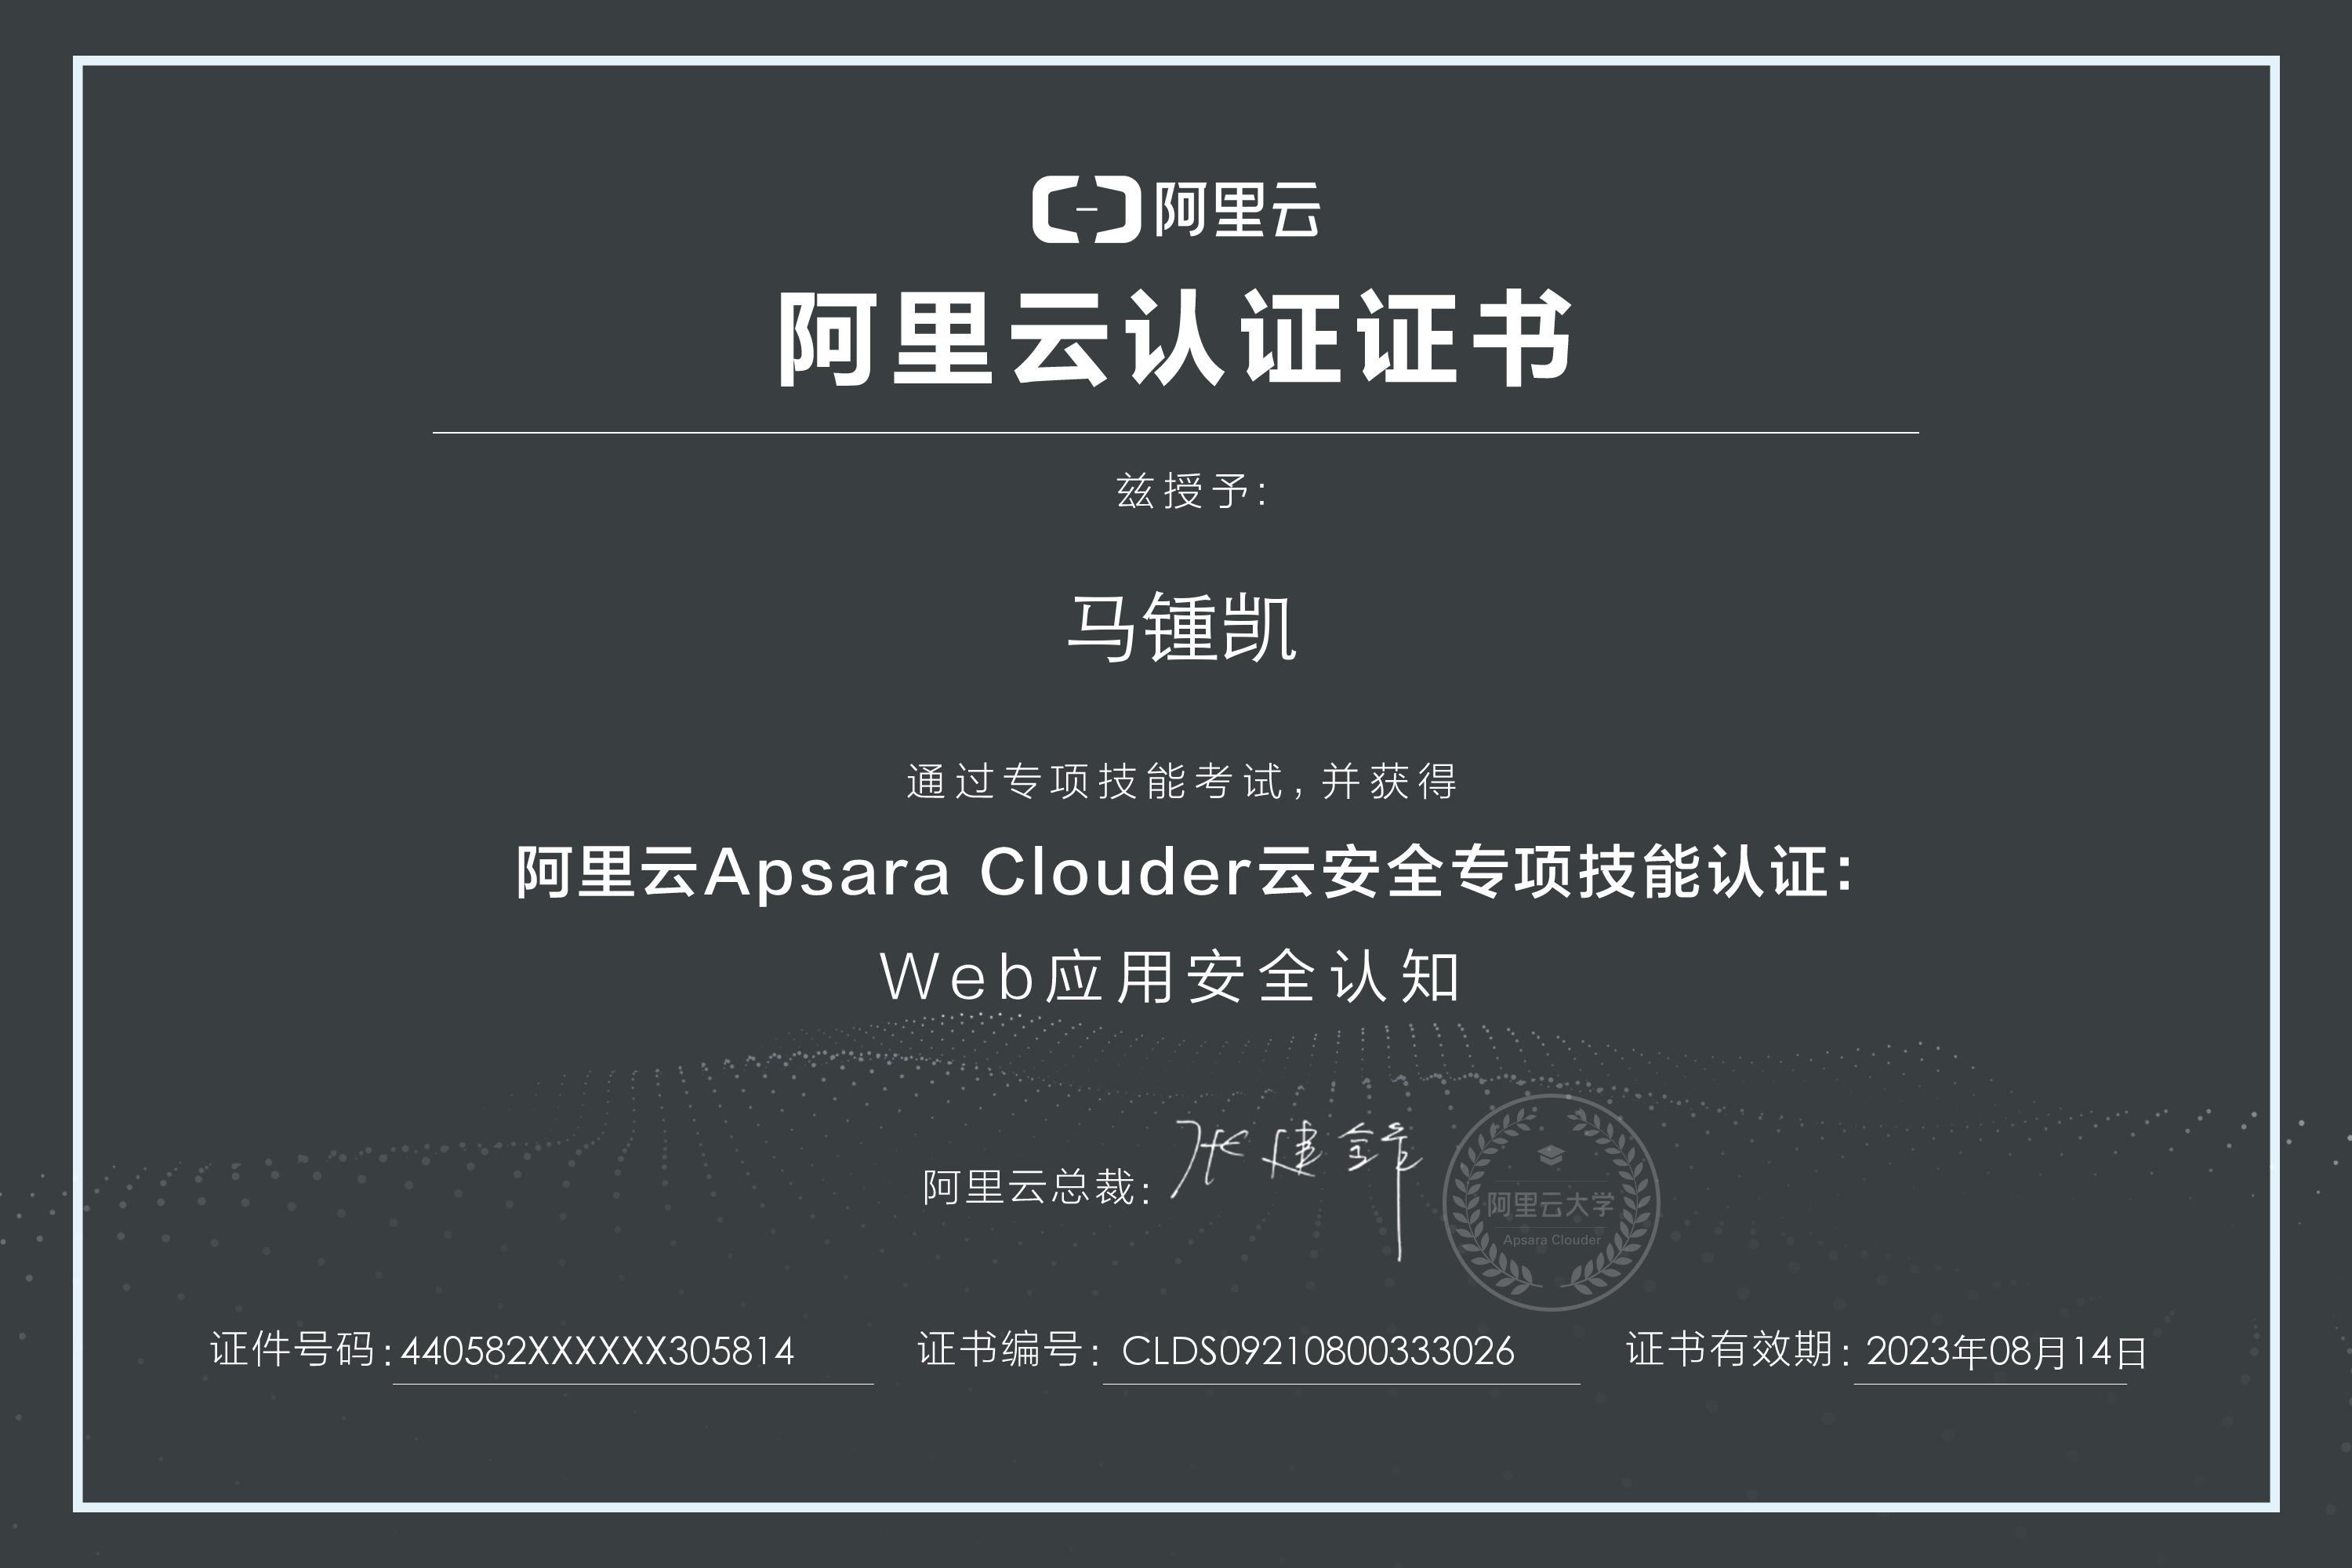 阿里云
阿里云认证证书
兹授予：
马锺凯
通过专项技能考试，并获得
阿里云Apsara Clouder云安全专项技能认证：
Web应用安全认知
阿里云总裁：
张建锋
阿里云大学
Apsara Clouder
证件号码：440582XXXXXX305814
证书编号：CLDS09210800333026
证书有效期：2023年08月14日